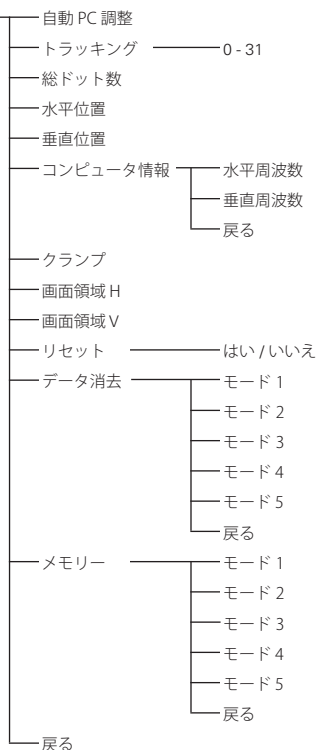 自動 PC 調整
トラッキング 0 - 31
総ドット数
水平位置
垂直位置
コンピュータ情報 水平周波数
垂直周波数
戻る
クランプ
画面領域 H
画面領域 V
リセット はい / いいえ
データ消去 モード 1
モード 2
モード 3
モード 4
モード 5
戻る
メモリー モード 1
モード 2
モード 3
モード 4
モード 5
戻る
戻る